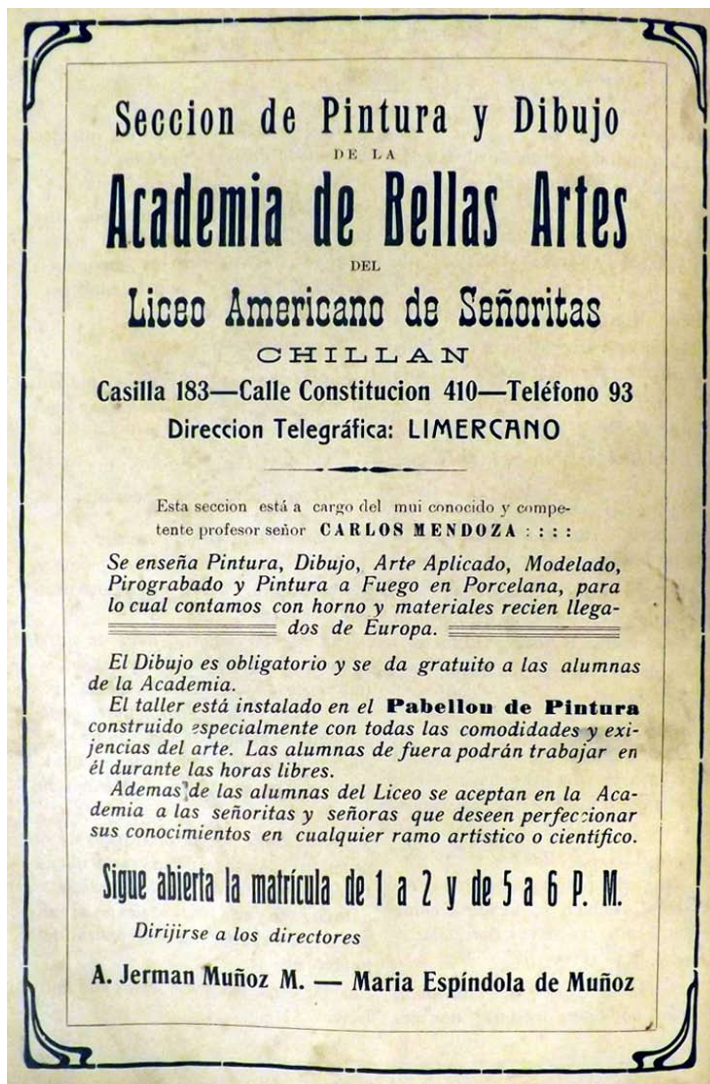 Seccion de Pintura y Dibujo
DE LA
Academia de Bellas Artes
DEL
Liceo Americano de Señoritas
CHILLAN
Casilla 183—Calle Constitucion 410—Teléfono 93
Direccion Telegráfica: LIMERCANO
Esta seccion está a cargo del mui conocido y compe-
tente profesor señor CARLOS MENDOZA : : : :
Se enseña Pintura, Dibujo, Arte Aplicado, Modelado,
Pirograbado y Pintura a Fuego en Porcelana, para
lo cual contamos con horno y materiales recien llega-
dos de Europa.
El Dibujo es obligatorio y se da gratuito a las alumnas
de la Academia.
El taller está instalado en el Pabellou de Pintura
construido especialmente con todas las comodidades y exi-
jencias del arte. Las alumnas de fuera podrán trabajar en
él durante las horas libres.
Ademas de las alumnas del Liceo se aceptan en la Aca-
demia a las señoritas y señoras que deseen perfeccionar
sus conocimientos en cualquier ramo artístico o científico.
Sigue abierta la matrícula de 1 a 2 y de 5 a 6 P. M.
Dirijirse a los directores
A. Jerman Muñoz M. — Maria Espíndola de Muñoz